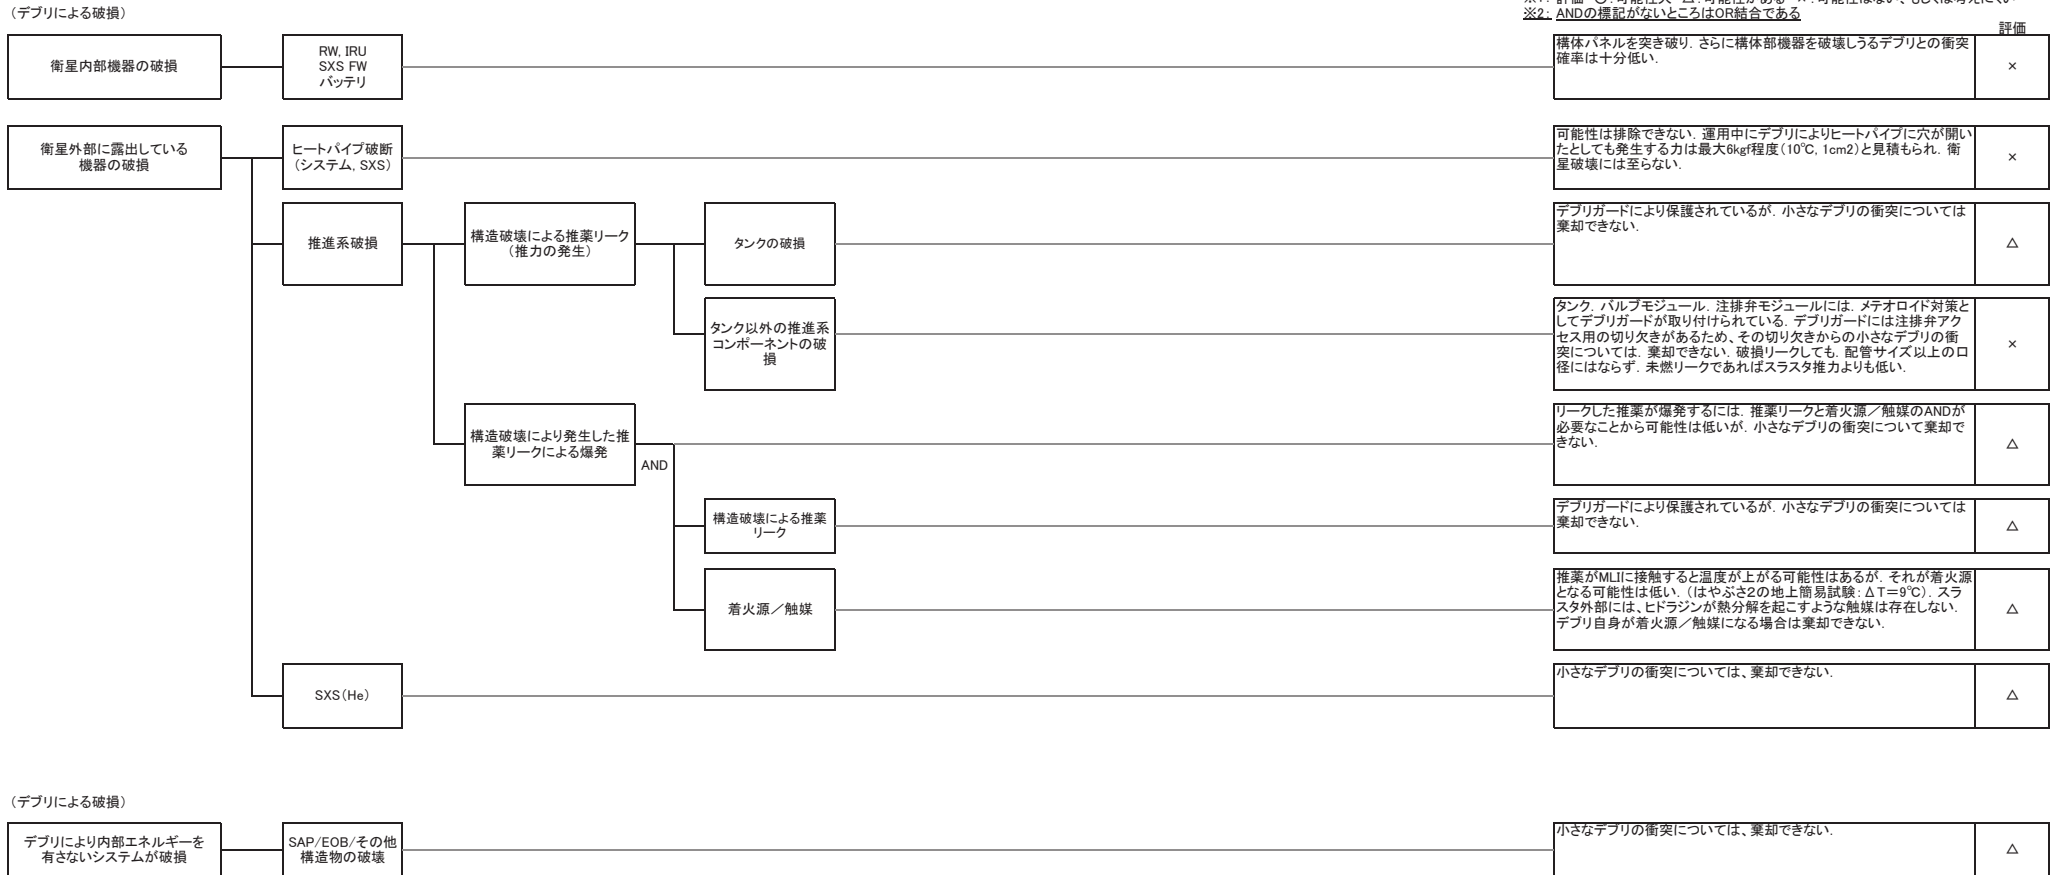 (デブリによる破損)
※2: ANDの標記がないところはOR結合である
評価
衛星内部機器の破損
RW, IRU
SXS FW
バッテリ
構体パネルを突き破り. さらに構体部機器を破壊しうるデブリとの衝突
確率は十分低い.
×
衛星外部に露出している
機器の破損
ヒートパイプ破断
(システム, SXS)
可能性は排除できない. 運用中にデブリによりヒートパイプに穴が開い
たとしても発生する力は最大6kgf程度(10℃, 1cm2)と見積もられ. 衛
星破壊には至らない.
×
推進系破損
構造破壊による推薬リーク
(推力の発生)
タンクの破損
デブリガードにより保護されているが. 小さなデブリの衝突については
棄却できない.
△
タンク以外の推進系
コンポーネントの破
損
タンク. バルブモジュール. 注排弁モジュールには. メテオロイド対策と
してデブリガードが取り付けられている. デブリガードには注排弁アク
セス用の切り欠きがあるため、その切り欠きからの小さなデブリの衝
突については. 棄却できない. 破損リークしても. 配管サイズ以上の口
径にはならず. 未燃リークであればスラスタ推力よりも低い.
×
構造破壊により発生した推
薬リークによる爆発
AND
リークした推薬が爆発するには. 推薬リークと着火源/触媒のANDが
必要なことから可能性は低いが. 小さなデブリの衝突について棄却で
きない.
△
構造破壊による推薬
リーク
デブリガードにより保護されているが. 小さなデブリの衝突については
棄却できない.
△
着火源/触媒
推薬がMLIに接触すると温度が上がる可能性はあるが. それが着火源
となる可能性は低い. (はやぶさ2の地上簡易試験: ΔT=9℃). スラ
スタ外部には、ヒドラジンが熱分解を起こすような触媒は存在しない.
デブリ自身が着火源/触媒になる場合は棄却できない.
△
SXS(He)
小さなデブリの衝突については、棄却できない.
△
(デブリによる破損)
デブリにより内部エネルギーを
有さないシステムが破損
SAP/EOB/その他
構造物の破壊
小さなデブリの衝突については、棄却できない.
△